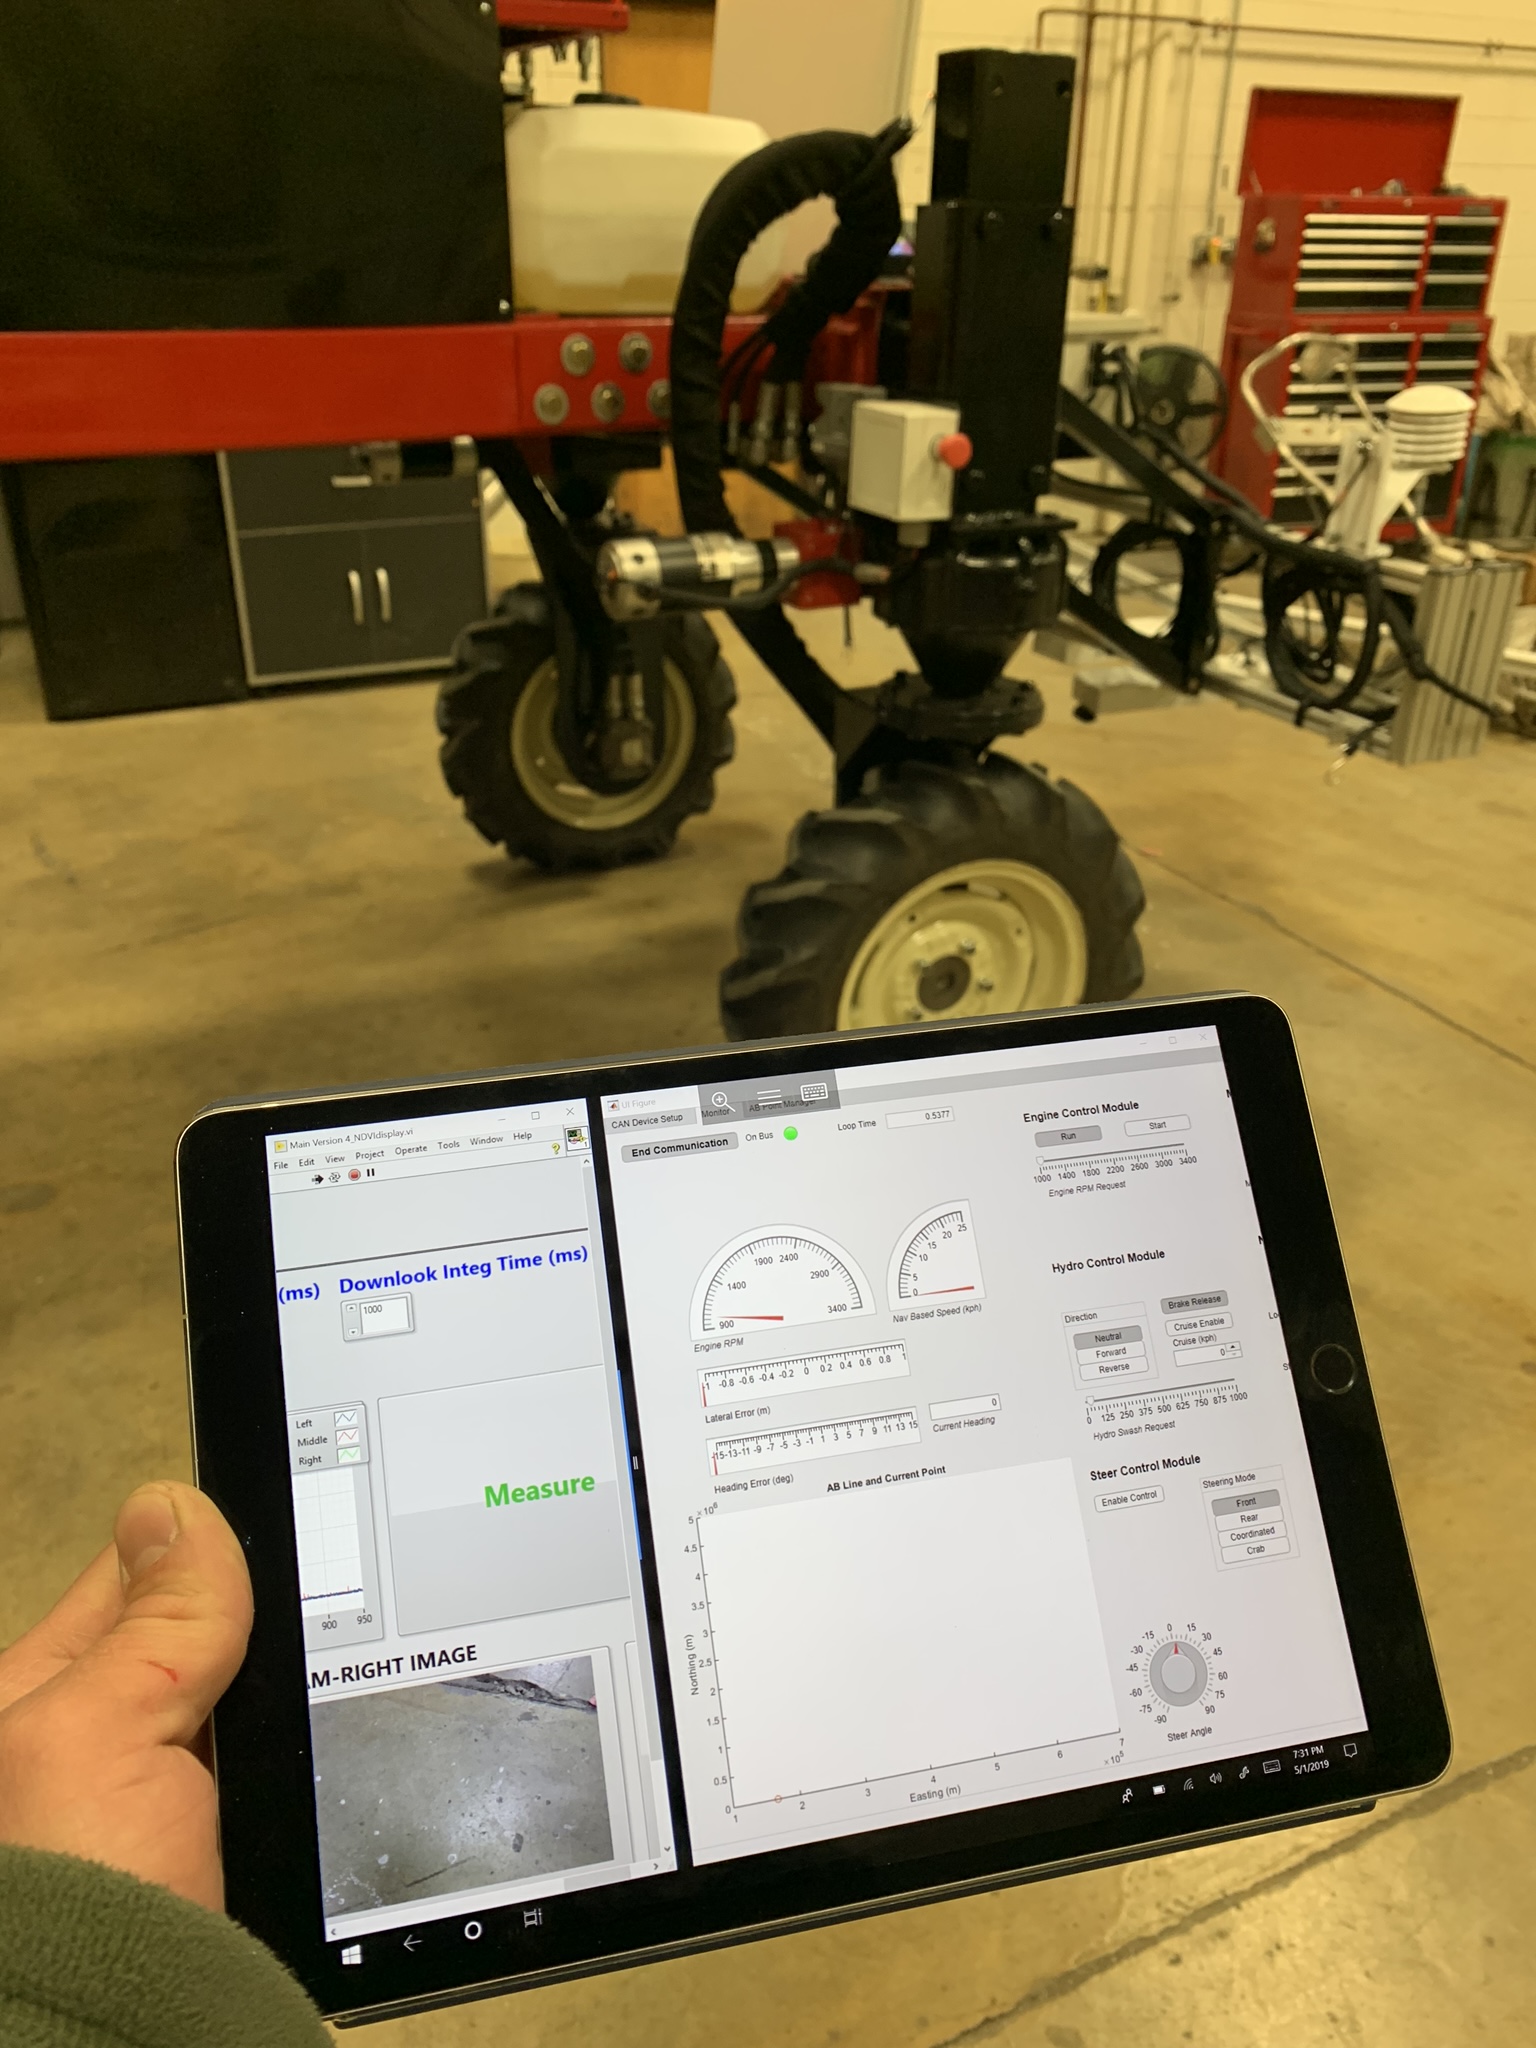 Main Version 4_NDVIdisplay.vi
File Edit View Project Operate Tools Window Help
(ms) Downlook Integ Time (ms)
1000
Left
Middle
Right
Measure
900 950
AM-RIGHT IMAGE
UI Figure
CAN Device Setup Monitor AB Point Manager
End Communication On Bus Loop Time 0.5377
900 1400 1900 2400 2900 3400
Engine RPM
0 5 10 15 20 25
Nav Based Speed (kph)
-1 -0.8 -0.6 -0.4 -0.2 0 0.2 0.4 0.6 0.8 1
Lateral Error (m)
-15 -13 -11 -9 -7 -5 -3 -1 1 3 5 7 9 11 13 15
Heading Error (deg)
0
Current Heading
AB Line and Current Point
5 ×10⁶
4.5
4
3.5
3
2.5
2
1.5
1
0.5
0
Northing (m)
1 2 3 4 5 6 7
×10⁵
Easting (m)
Engine Control Module
Run Start
1000 1400 1800 2200 2600 3000 3400
Engine RPM Request
Hydro Control Module
Direction
Neutral
Forward
Reverse
Brake Release
Cruise Enable
Cruise (kph)
0
0 125 250 375 500 625 750 875 1000
Hydro Swash Request
Steer Control Module
Enable Control
Steering Mode
Front
Rear
Coordinated
Crab
-90 -75 -60 -45 -30 -15 0 15 30 45 60 75 90
Steer Angle
7:31 PM
5/1/2019